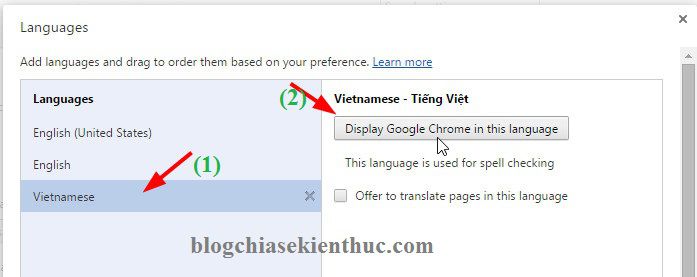 Languages
Add languages and drag to order them based on your preference. Learn more
Languages
English (United States)
English
(1)
Vietnamese
(2)
Vietnamese - Tiếng Việt
Display Google Chrome in this language
This language is used for spell checking
Offer to translate pages in this language
blogchiasekienthuc.com